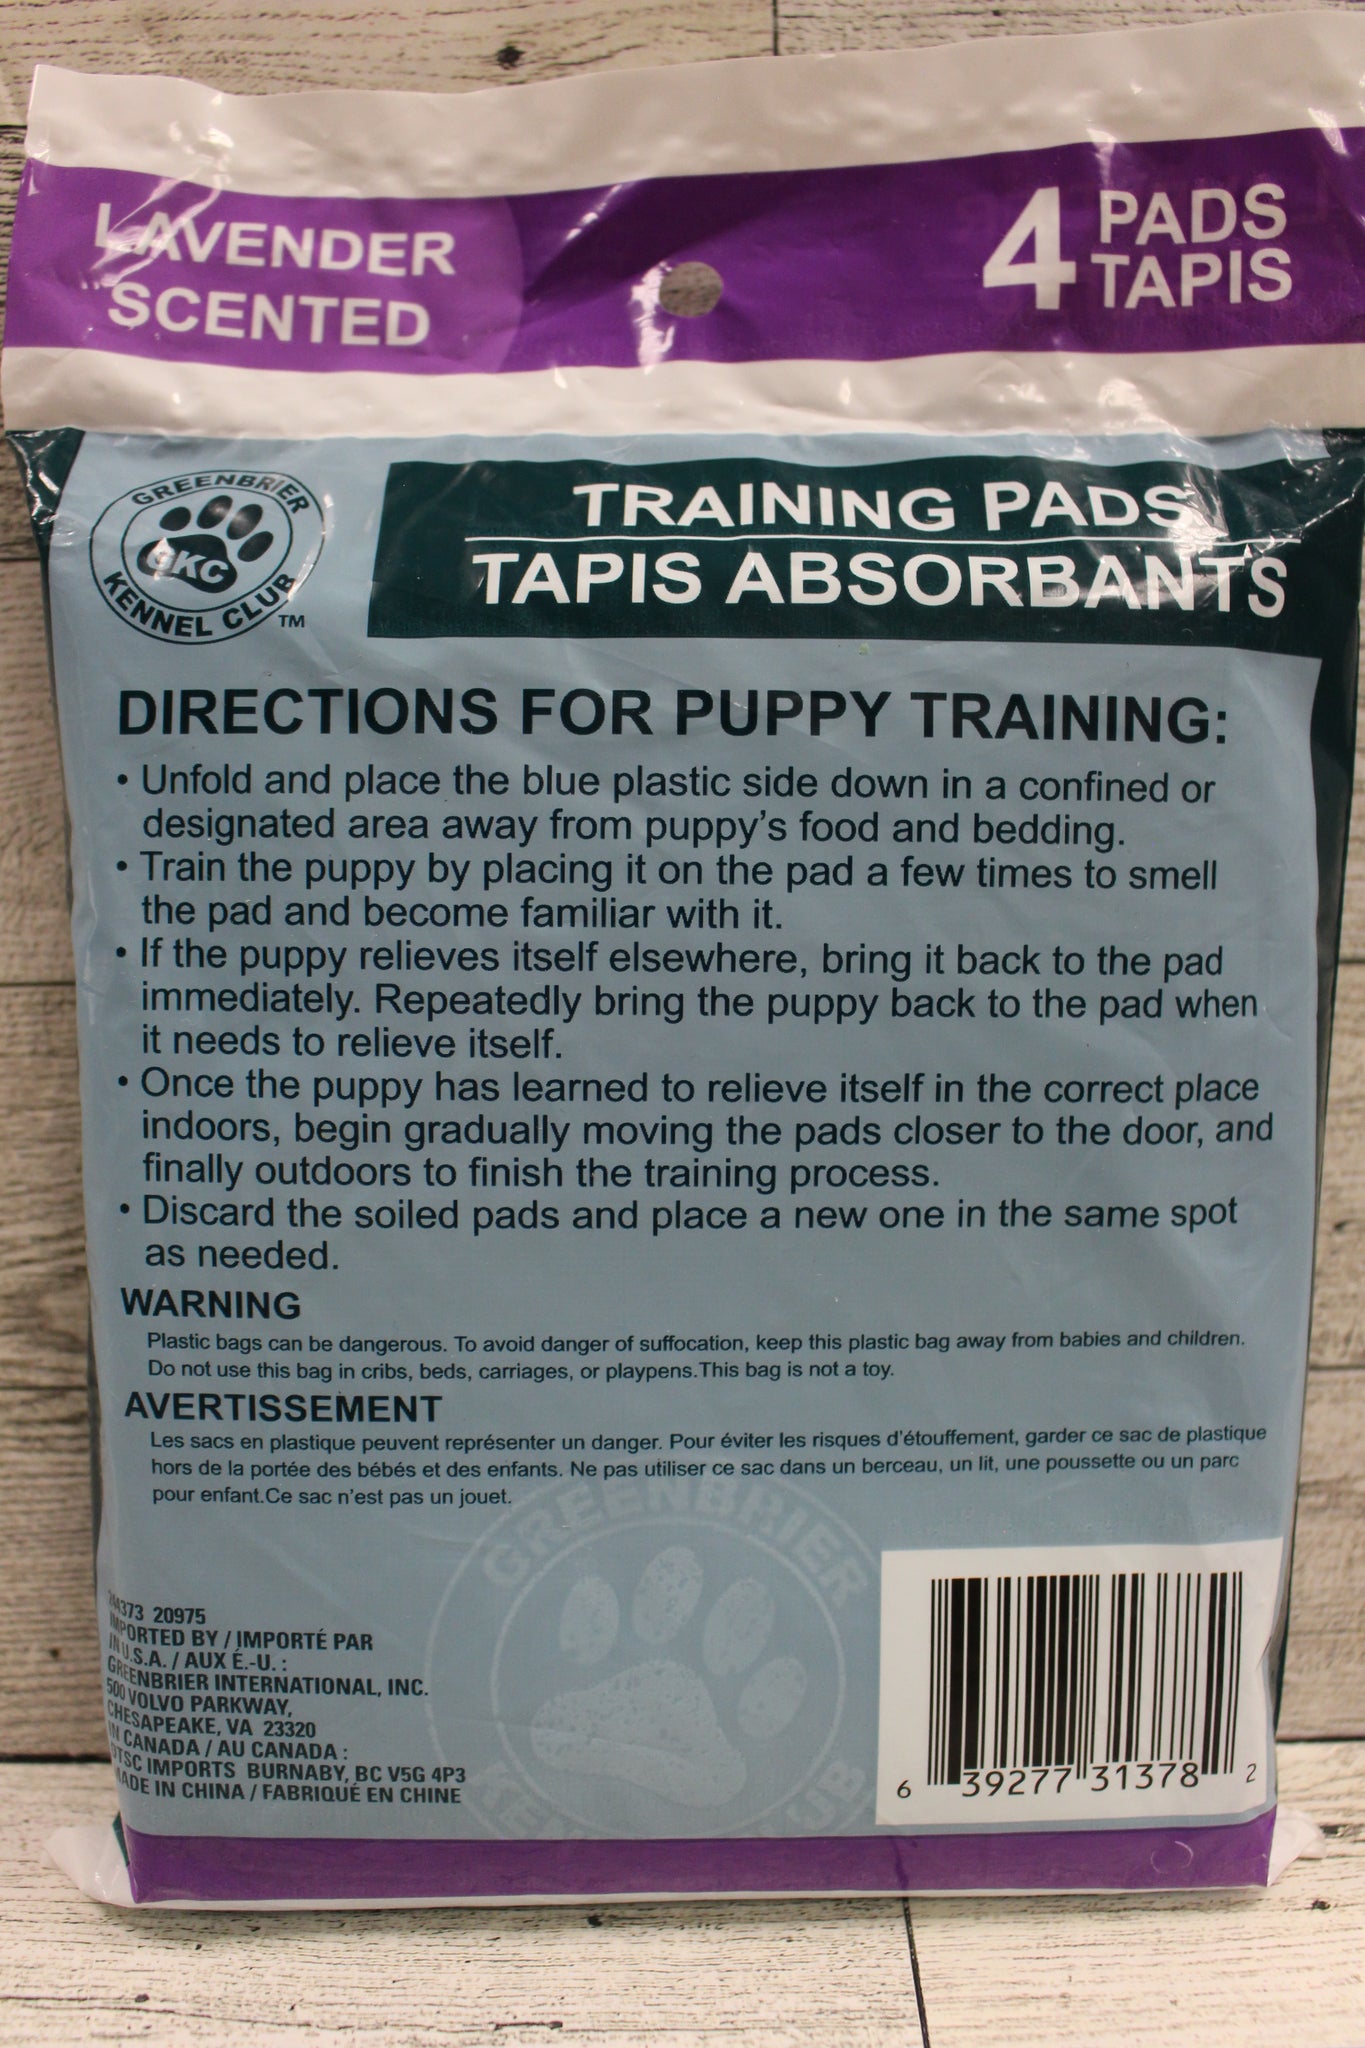 LAVENDER
SCENTED
4 PADS
TAPIS
GREENBRIER
GKC
KENNEL CLUB
TM
TRAINING PADS
TAPIS ABSORBANTS
DIRECTIONS FOR PUPPY TRAINING:
• Unfold and place the blue plastic side down in a confined or
designated area away from puppy's food and bedding.
• Train the puppy by placing it on the pad a few times to smell
the pad and become familiar with it.
• If the puppy relieves itself elsewhere, bring it back to the pad
immediately. Repeatedly bring the puppy back to the pad when
it needs to relieve itself.
• Once the puppy has learned to relieve itself in the correct place
indoors, begin gradually moving the pads closer to the door, and
finally outdoors to finish the training process.
• Discard the soiled pads and place a new one in the same spot
as needed.
WARNING
Plastic bags can be dangerous. To avoid danger of suffocation, keep this plastic bag away from babies and children.
Do not use this bag in cribs, beds, carriages, or playpens.This bag is not a toy.
AVERTISSEMENT
Les sacs en plastique peuvent représenter un danger. Pour éviter les risques d'étouffement, garder ce sac de plastique
hors de la portée des bébés et des enfants. Ne pas utiliser ce sac dans un berceau, un lit, une poussette ou un parc
pour enfant.Ce sac n'est pas un jouet.
GREENBRIER
20975
IMPORTED BY / IMPORTÉ PAR
IN U.S.A. / AUX É.-U. :
GREENBRIER INTERNATIONAL, INC.
500 VOLVO PARKWAY,
CHESAPEAKE, VA 23320
IN CANADA / AU CANADA :
DTSC IMPORTS BURNABY, BC V5G 4P3
MADE IN CHINA / FABRIQUÉ EN CHINE
6 39277 31378 2